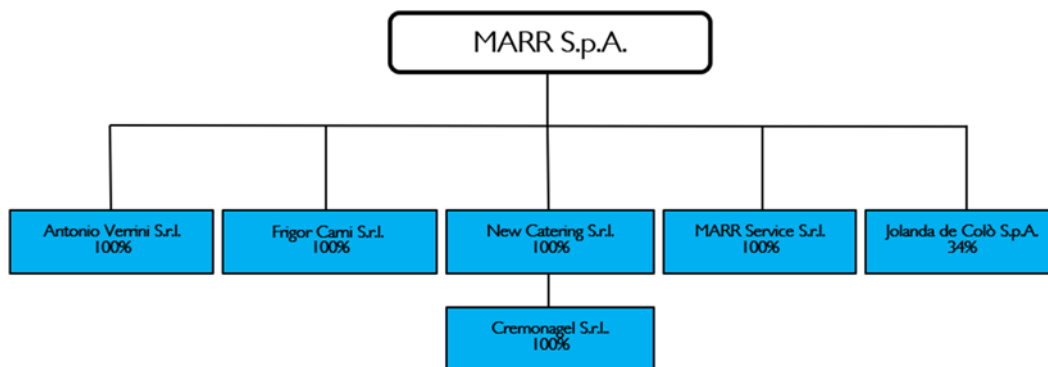 MARR S.p.A.
Antonio Verrini S.r.l.
100%
Frigor Carni S.r.l.
100%
New Catering S.r.l.
100%
MARR Service S.r.l.
100%
Jolanda de Colò S.p.A.
34%
Cremonagel S.r.l..
100%